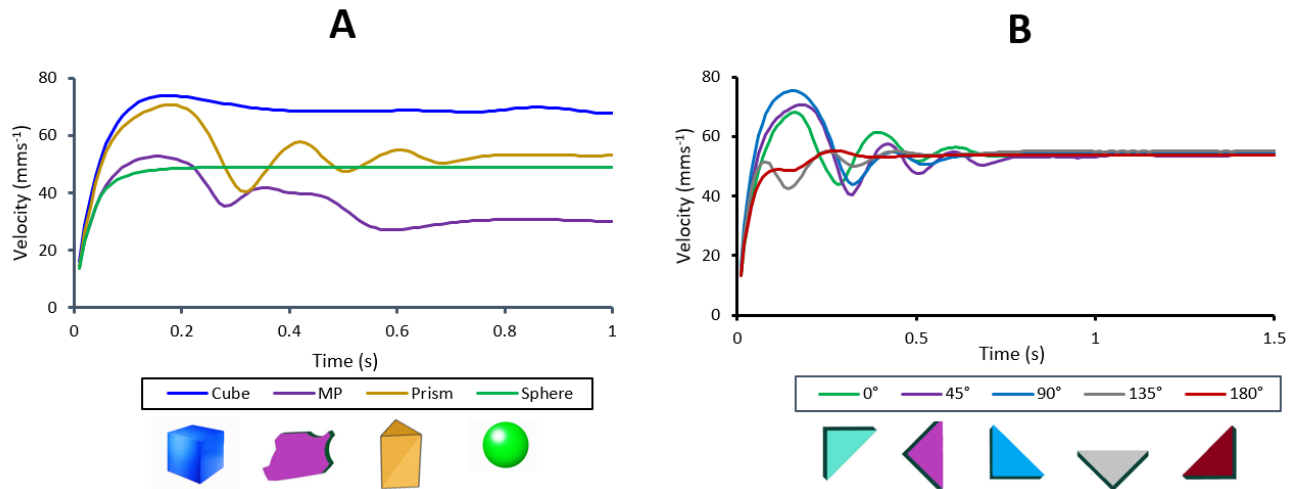 A
80
60
40
20
0
Velocity (mms⁻¹)
0 0.2 0.4 0.6 0.8 1
Time (s)
Cube MP Prism Sphere
B
80
60
40
20
0
Velocity (mms⁻¹)
0 0.5 1 1.5
Time (s)
0° 45° 90° 135° 180°